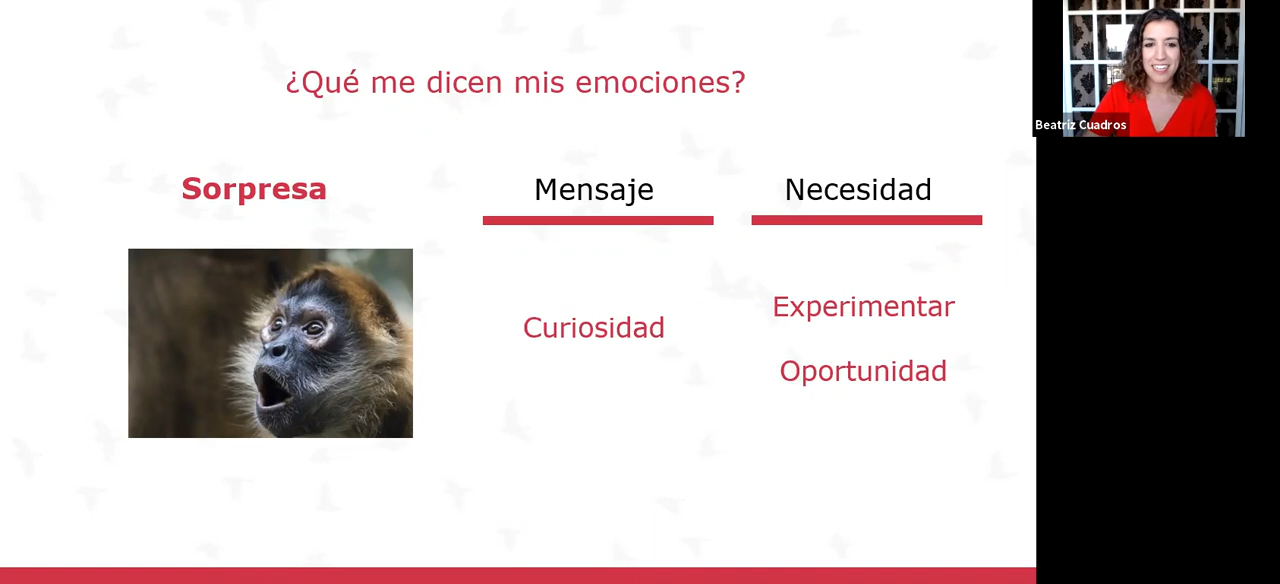 ¿Qué me dicen mis emociones?
Sorpresa
Mensaje
Necesidad
Curiosidad
Experimentar
Oportunidad
Beatriz Cuadros